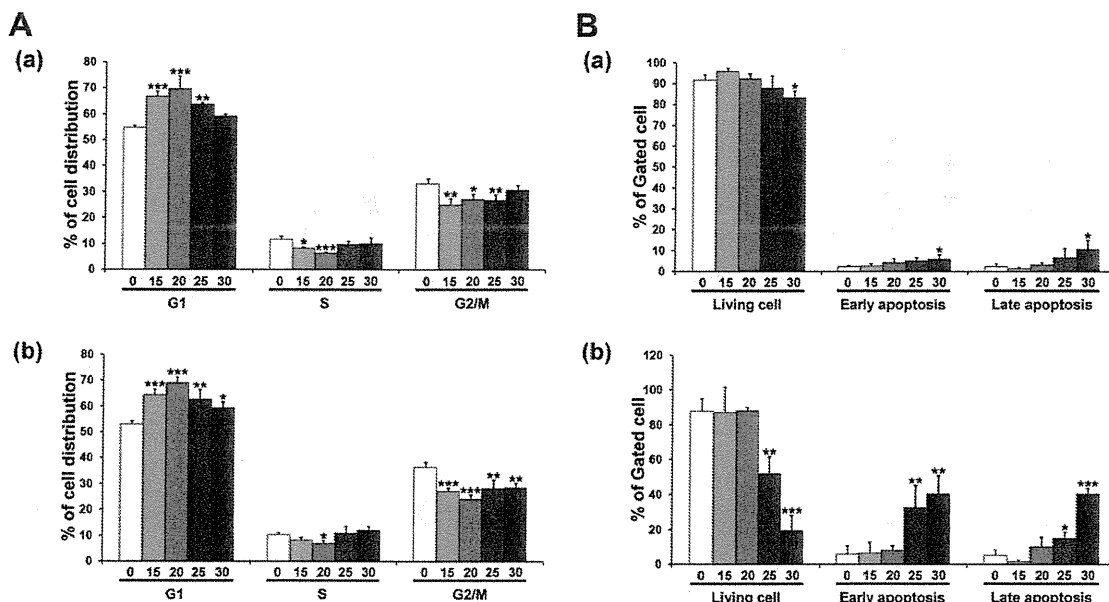 A
B
(a)
% of cell distribution
80
70
60
50
40
30
20
10
0
*** *** **
* ***
** * **
0 15 20 25 30 0 15 20 25 30 0 15 20 25 30
G1 S G2/M
(a)
% of Gated cell
100
90
80
70
60
50
40
30
20
10
0
*
*
*
0 15 20 25 30 0 15 20 25 30 0 15 20 25 30
Living cell Early apoptosis Late apoptosis
(b)
% of cell distribution
80
70
60
50
40
30
20
10
0
*** *** ** *
*
*** *** ** **
0 15 20 25 30 0 15 20 25 30 0 15 20 25 30
G1 S G2/M
(b)
% of Gated cell
120
100
80
60
40
20
0
** ***
** **
* ***
0 15 20 25 30 0 15 20 25 30 0 15 20 25 30
Living cell Early apoptosis Late apoptosis